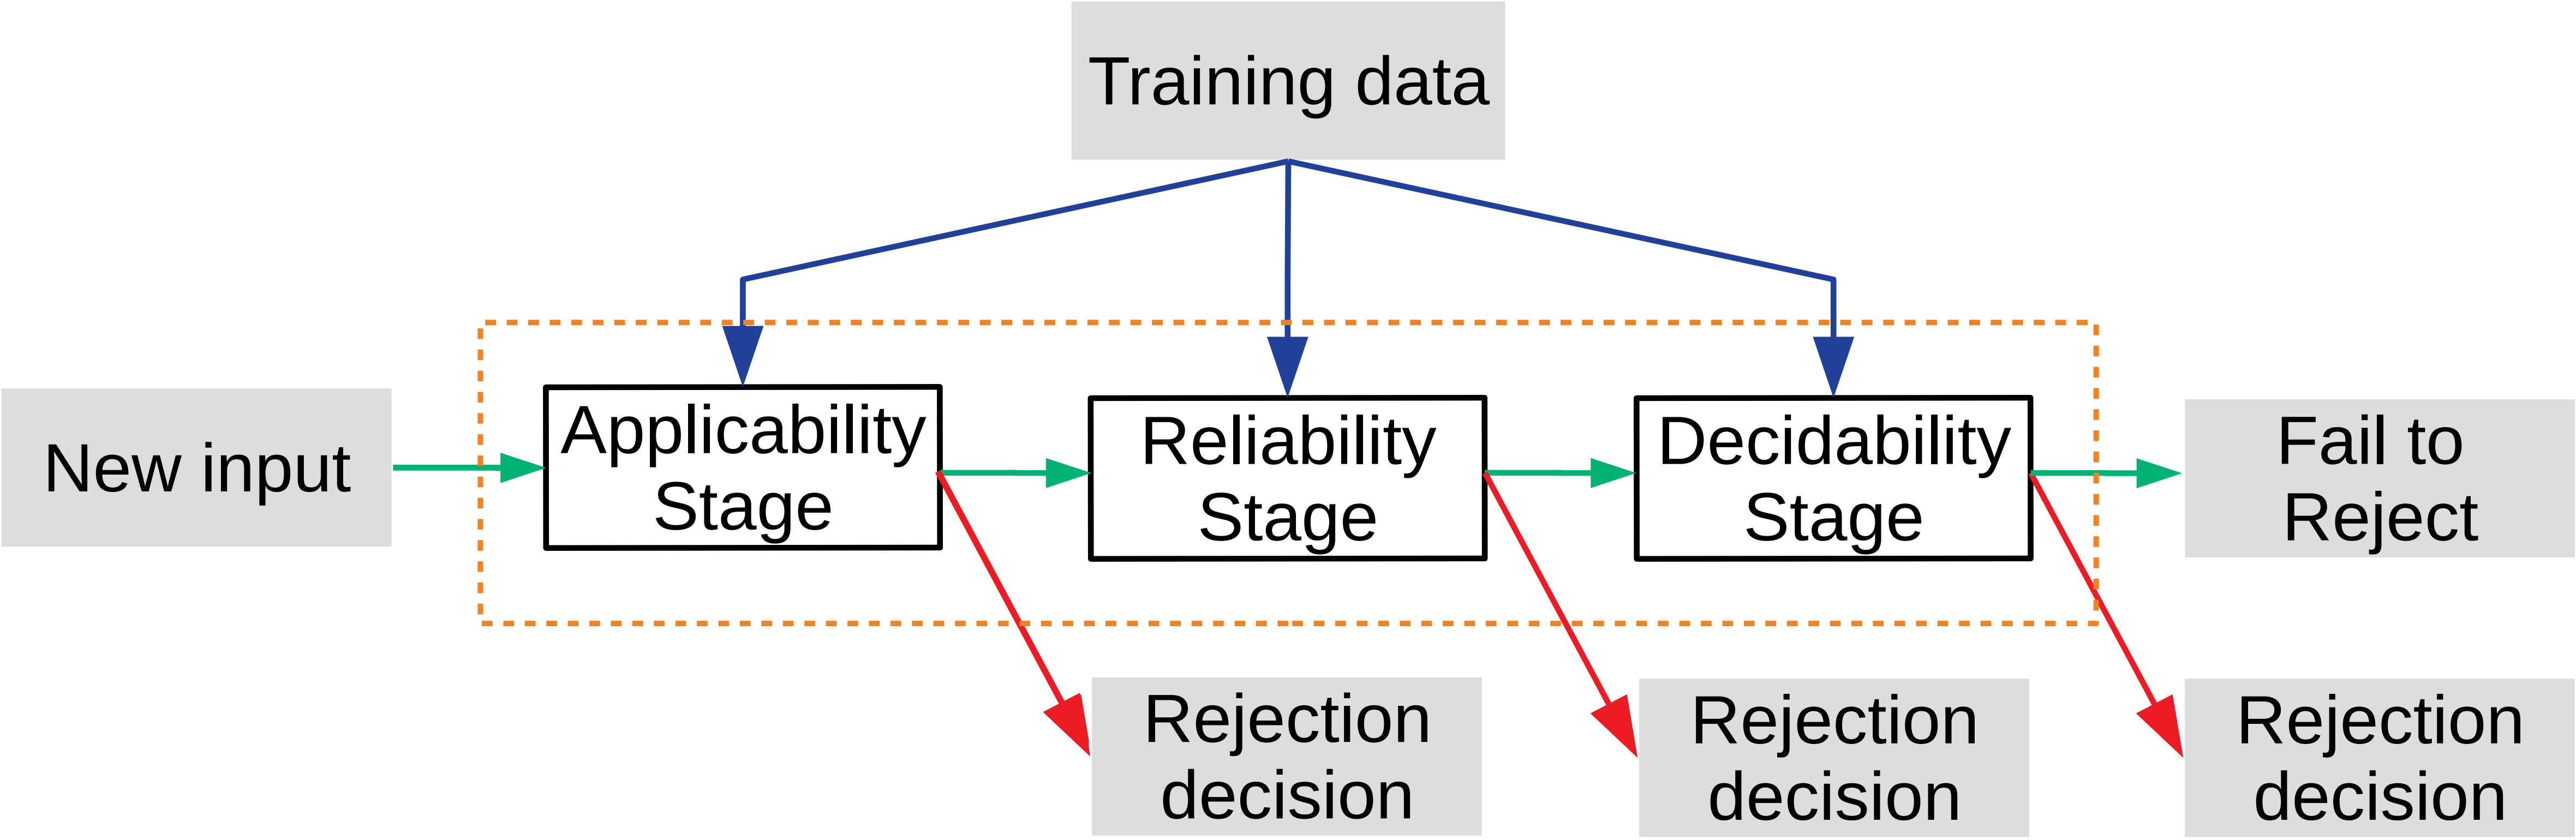 Training data
New input
Applicability
Stage
Reliability
Stage
Decidability
Stage
Fail to
Reject
Rejection
decision
Rejection
decision
Rejection
decision